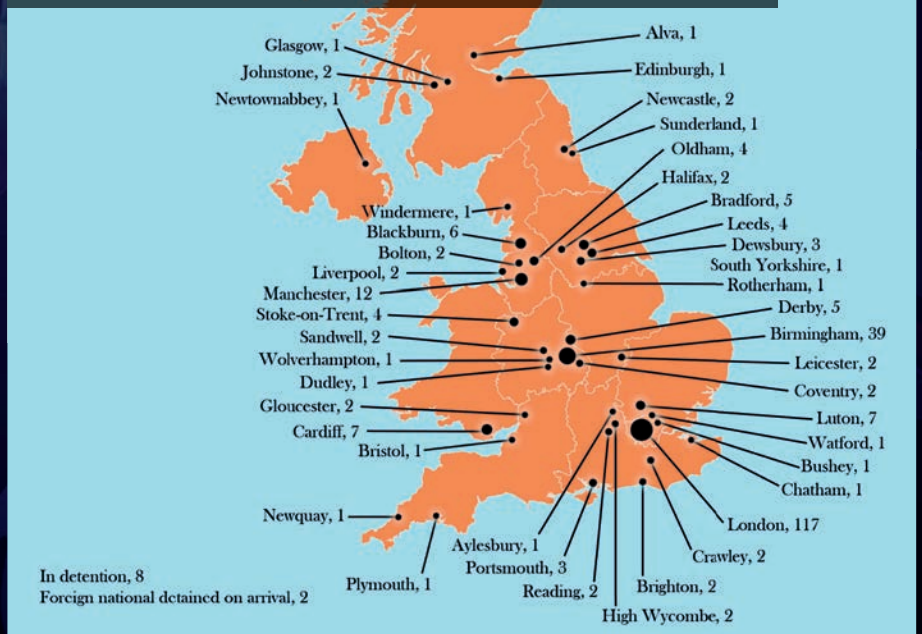 Glasgow, 1
Johnstone, 2
Newtownabbey, 1
Alva, 1
Edinburgh, 1
Newcastle, 2
Sunderland, 1
Oldham, 4
Halifax, 2
Bradford, 5
Leeds, 4
Dewsbury, 3
South Yorkshire, 1
Rotherham, 1
Derby, 5
Birmingham, 39
Leicester, 2
Coventry, 2
Luton, 7
Watford, 1
Bushey, 1
Chatham, 1
London, 117
Crawley, 2
Brighton, 2
High Wycombe, 2
Reading, 2
Portsmouth, 3
Aylesbury, 1
Windermere, 1
Blackburn, 6
Bolton, 2
Liverpool, 2
Manchester, 12
Stoke-on-Trent, 4
Sandwell, 2
Wolverhampton, 1
Dudley, 1
Gloucester, 2
Cardiff, 7
Bristol, 1
Newquay, 1
Plymouth, 1
In detention, 8
Foreign national detained on arrival, 2